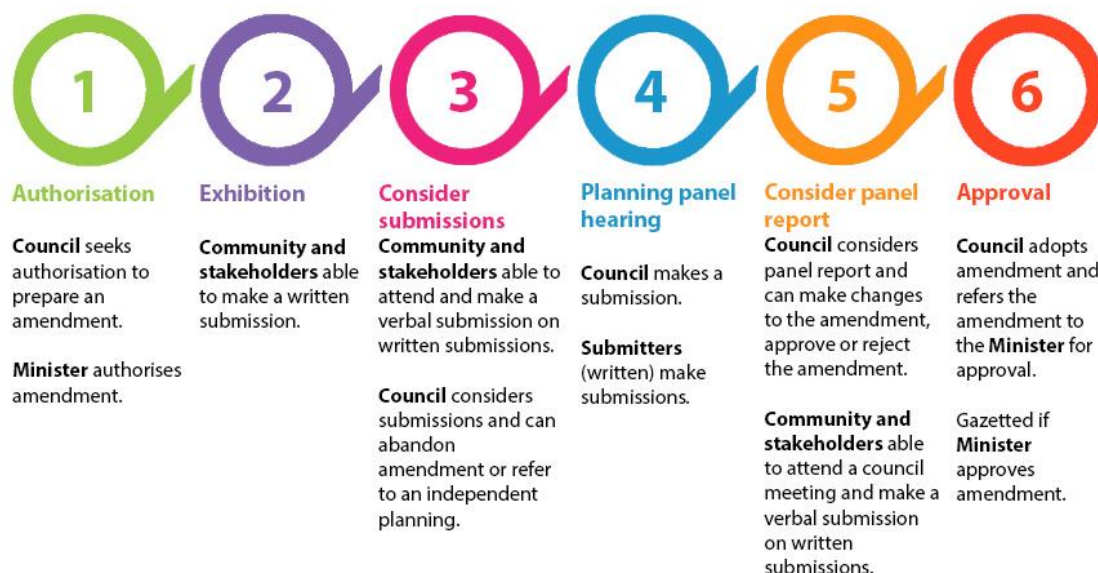 1
Authorisation
Council seeks
authorisation to
prepare an
amendment.
Minister authorises
amendment.
2
Exhibition
Community and
stakeholders able
to make a written
submission.
3
Consider
submissions
Community and
stakeholders able to
attend and make a
verbal submission on
written submissions.
Council considers
submissions and can
abandon
amendment or refer
to an independent
planning.
4
Planning panel
hearing
Council makes a
submission.
Submitters
(written) make
submissions.
5
Consider panel
report
Council considers
panel report and
can make changes
to the amendment,
approve or reject
the amendment.
Community and
stakeholders able
to attend a council
meeting and make a
verbal submission
on written
submissions.
6
Approval
Council adopts
amendment and
refers the
amendment to
the Minister for
approval.
Gazetted if
Minister
approves
amendment.